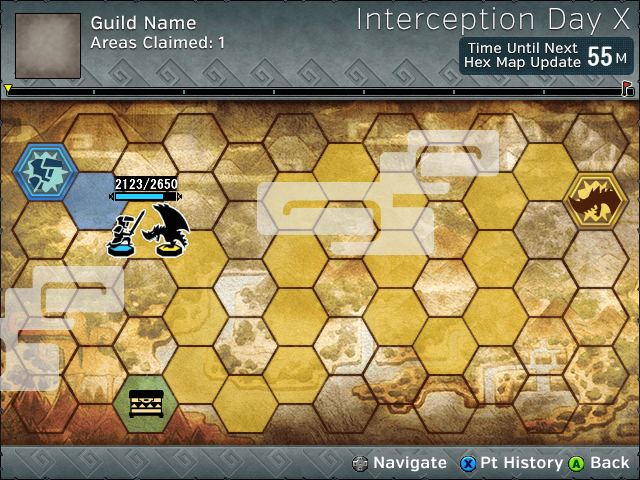 Interception Day X
Guild Name
Areas Claimed: 1
Time Until Next
Hex Map Update 55M
2123/2650
Navigate X Pt History A Back